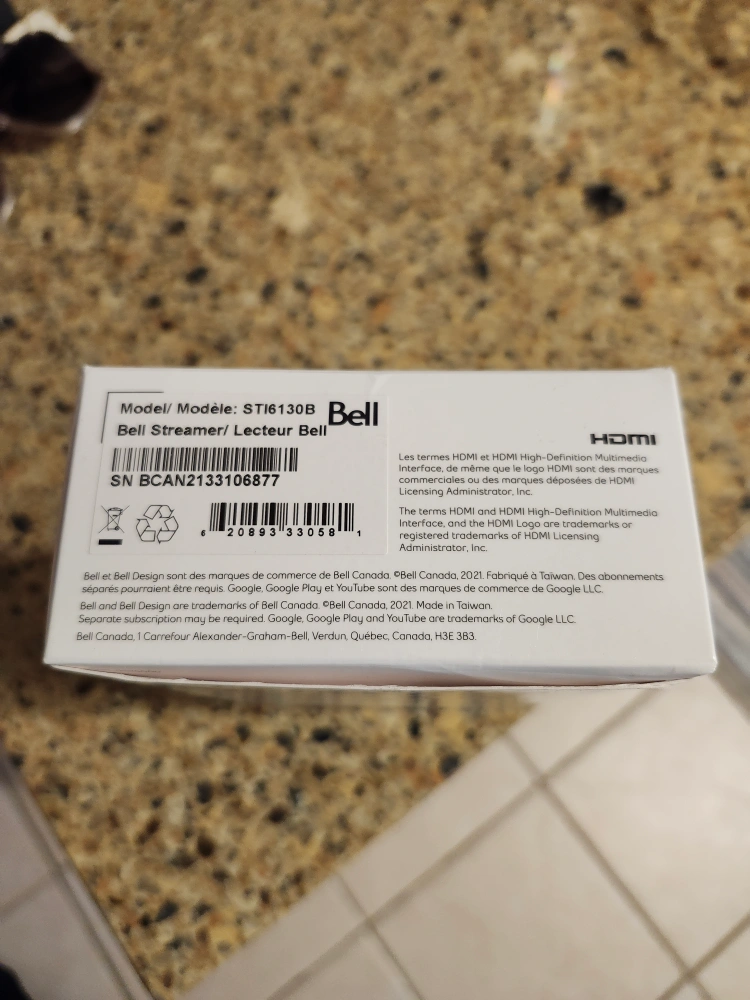 Model/ Modèle: STI6130B
Bell
Bell Streamer/ Lecteur Bell
SN BCAN2133106877
6 20893 33058 1
HDMI
Les termes HDMI et HDMI High-Definition Multimedia
Interface, de même que le logo HDMI sont des marques
commerciales ou des marques déposées de HDMI
Licensing Administrator, Inc.
The terms HDMI and HDMI High-Definition Multimedia
Interface, and the HDMI Logo are trademarks or
registered trademarks of HDMI Licensing
Administrator, Inc.
Bell et Bell Design sont des marques de commerce de Bell Canada. ©Bell Canada, 2021. Fabriqué à Taïwan. Des abonnements
séparés pourraient être requis. Google, Google Play et YouTube sont des marques de commerce de Google LLC.
Bell and Bell Design are trademarks of Bell Canada. ©Bell Canada, 2021. Made in Taiwan.
Separate subscription may be required. Google, Google Play and YouTube are trademarks of Google LLC.
Bell Canada, 1 Carrefour Alexander-Graham-Bell, Verdun, Québec, Canada, H3E 3B3.